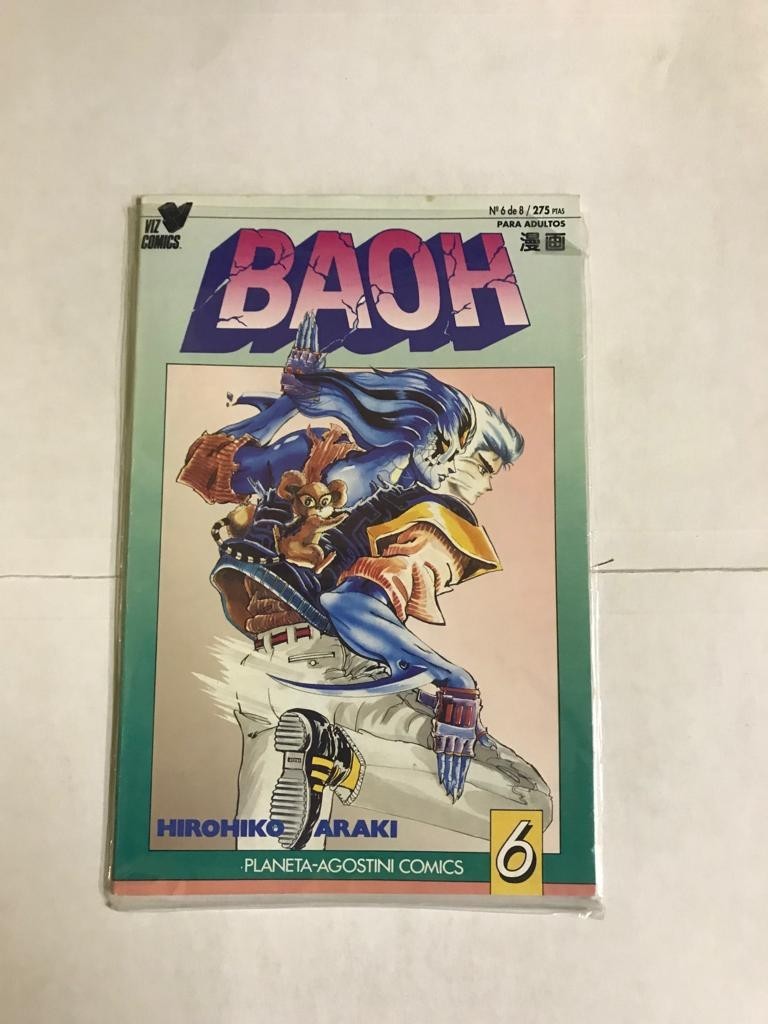 VIZ
COMICS
Nº 6 de 8 / 275 PTAS
PARA ADULTOS
漫画
BAOH
HIROHIKO ARAKI
PLANETA-AGOSTINI COMICS
6